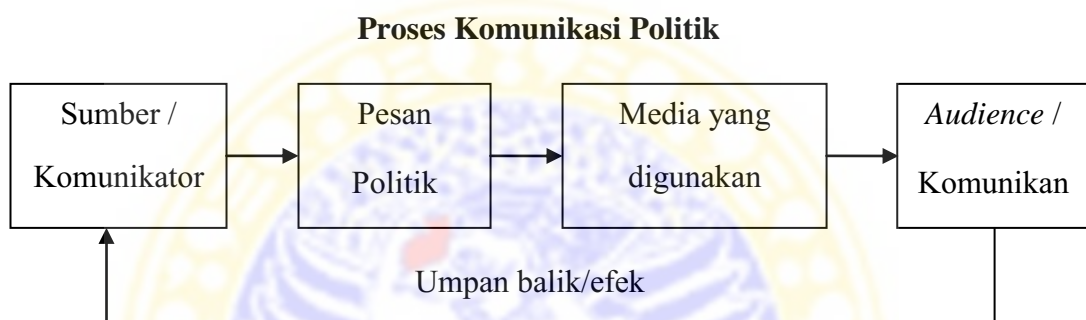 Proses Komunikasi Politik
Sumber /
Komunikator
Pesan
Politik
Media yang
digunakan
Audience /
Komunikan
Umpan balik/efek